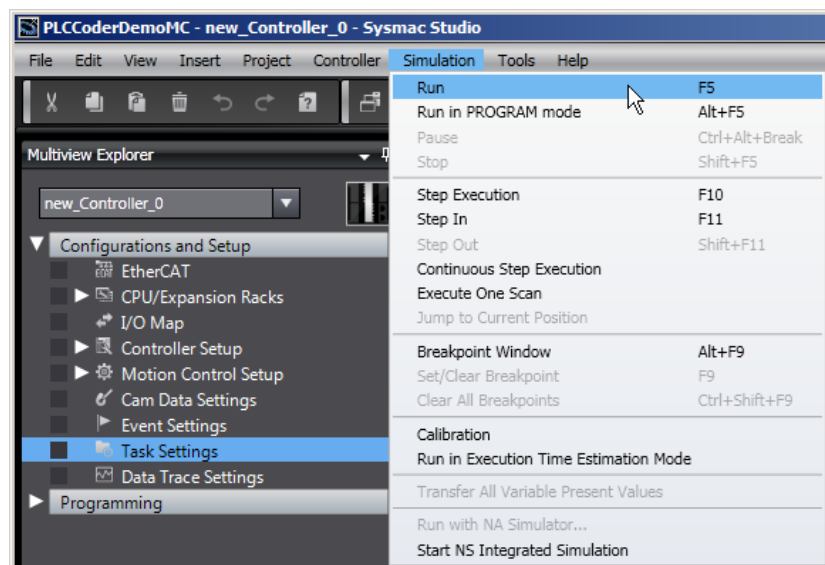 PLCCoderDemoMC - new_Controller_0 - Sysmac Studio
File Edit View Insert Project Controller Simulation Tools Help
Multiview Explorer
new_Controller_0
Configurations and Setup
EtherCAT
CPU/Expansion Racks
I/O Map
Controller Setup
Motion Control Setup
Cam Data Settings
Event Settings
Task Settings
Data Trace Settings
Programming
Run F5
Run in PROGRAM mode Alt+F5
Pause Ctrl+Alt+Break
Stop Shift+F5
Step Execution F10
Step In F11
Step Out Shift+F11
Continuous Step Execution
Execute One Scan
Jump to Current Position
Breakpoint Window Alt+F9
Set/Clear Breakpoint F9
Clear All Breakpoints Ctrl+Shift+F9
Calibration
Run in Execution Time Estimation Mode
Transfer All Variable Present Values
Run with NA Simulator...
Start NS Integrated Simulation